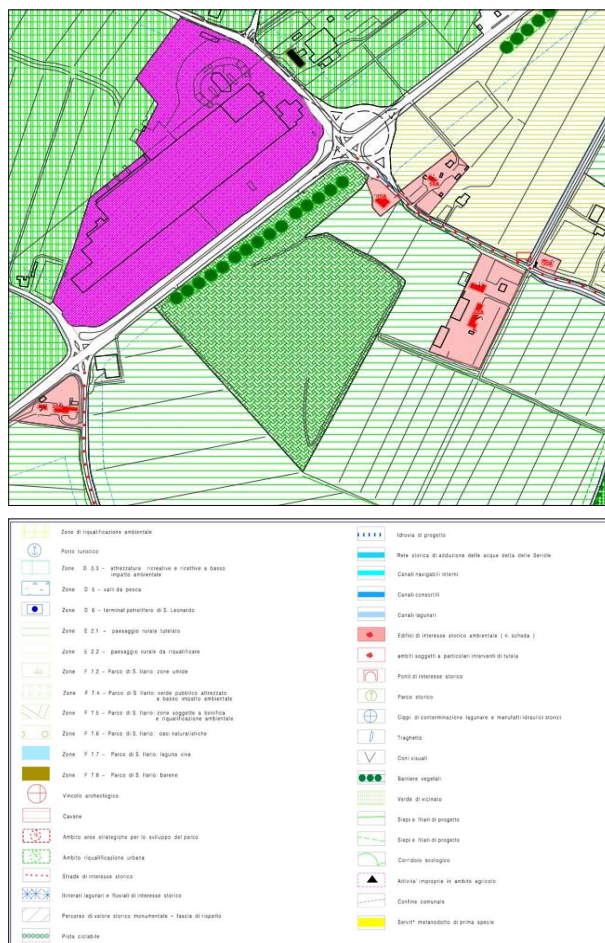 Zone di riqualificazione ambientale
Porto turistico
Zone D 3.3 - attrezzature ricreative e ricettive a basso
impatto ambientale
Zone D 5 - valli da pesca
Zone D 6 - terminal petrolifero di S. Leonardo
Zone E 2.1 - paesaggio rurale tutelato
Zone E 2.2 - paesaggio rurale da riqualificare
Zone F 7.2 - Parco di S. Ilario: zone umide
Zone F 7.4 - Parco di S. Ilario: verde pubblico attrezzato
e basso impatto ambientale
Zone F 7.5 - Parco di S. Ilario: zone soggette a bonifica
e riqualificazione ambientale
Zone F 7.6 - Parco di S. Ilario: oasi naturalistiche
Zone F 7.7 - Parco di S. Ilario: laguna viva
Zone F 7.8 - Parco di S. Ilario: barene
Vincolo archeologico
Cavane
Ambito aree strategiche per lo sviluppo del parco
Ambito riqualificazione urbana
Strade di interesse storico
Itinerari lagunari e fluviali di interesse storico
Percorso di valore storico monumentale - fascia di rispetto
Pista ciclabile
Idrovia di progetto
Rete storica di adduzione delle acque detta delle Seriole
Canali navigabili interni
Canali consortili
Canali lagunari
Edifici di interesse storico ambientale ( n. scheda )
ambiti soggetti a particolari interventi di tutela
Ponti di interesse storico
Parco storico
Cippi di conterminazione lagunare e manufatti idraulici storici
Traghetto
Coni visuali
Barriere vegetali
Verde di vicinato
Siepi e filari di progetto
Siepi e filari di progetto
Corridoio ecologico
Attivita' improprie in ambito agricolo
Confine comunale
Servit* metanodotto di prima specie